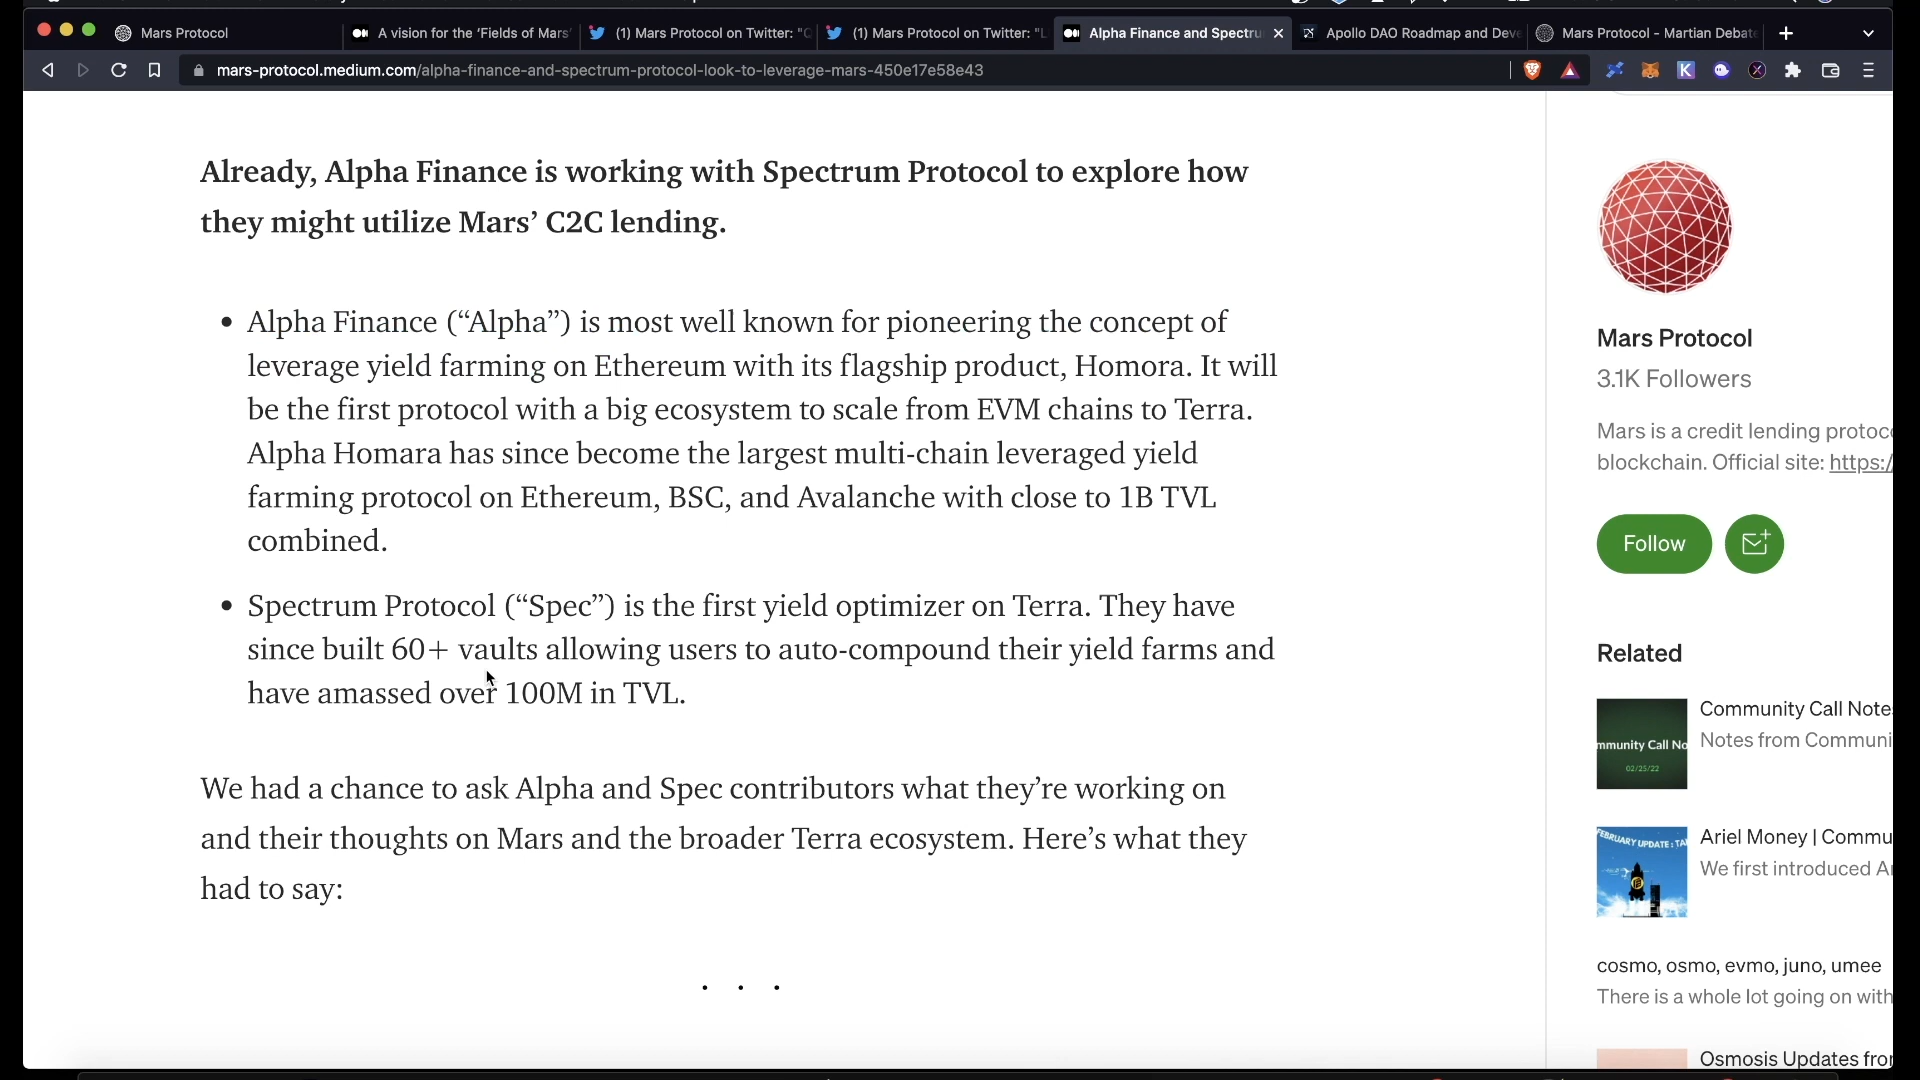 Mars Protocol
A vision for the ‘Fields of Mars’
(1) Mars Protocol on Twitter: "C
(1) Mars Protocol on Twitter: "L
Alpha Finance and Spectru
Apollo DAO Roadmap and Deve
Mars Protocol - Martian Debate
mars-protocol.medium.com/alpha-finance-and-spectrum-protocol-look-to-leverage-mars-450e17e58e43
Already, Alpha Finance is working with Spectrum Protocol to explore how
they might utilize Mars’ C2C lending.
• Alpha Finance (“Alpha”) is most well known for pioneering the concept of
leverage yield farming on Ethereum with its flagship product, Homora. It will
be the first protocol with a big ecosystem to scale from EVM chains to Terra.
Alpha Homara has since become the largest multi-chain leveraged yield
farming protocol on Ethereum, BSC, and Avalanche with close to 1B TVL
combined.
• Spectrum Protocol (“Spec”) is the first yield optimizer on Terra. They have
since built 60+ vaults allowing users to auto-compound their yield farms and
have amassed over 100M in TVL.
We had a chance to ask Alpha and Spec contributors what they’re working on
and their thoughts on Mars and the broader Terra ecosystem. Here’s what they
had to say:
. . .
Mars Protocol
3.1K Followers
Mars is a credit lending protoc
blockchain. Official site: https:/
Follow
Related
mmunity Call No
02/25/22
Community Call Note
Notes from Communi
FEBRUARY UPDATE : TA
Ariel Money | Commu
We first introduced A
cosmo, osmo, evmo, juno, umee
There is a whole lot going on with
Osmosis Updates from